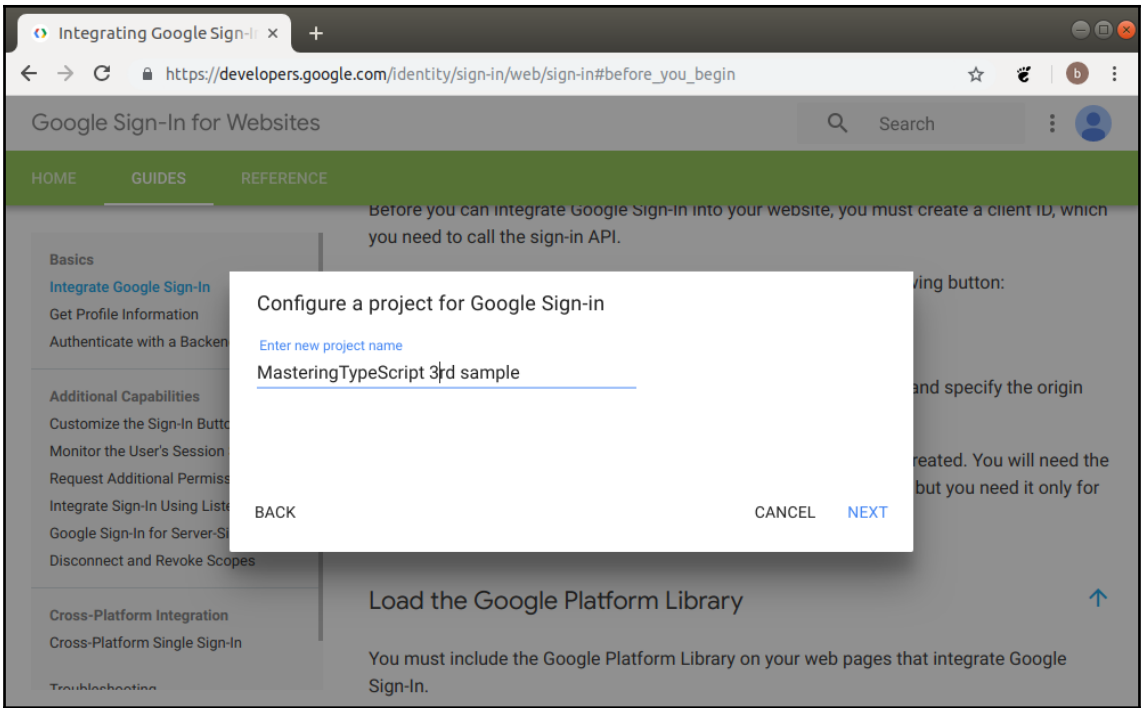 Integrating Google Sign-In
https://developers.google.com/identity/sign-in/web/sign-in#before_you_begin
b
Google Sign-In for Websites
Search
HOME GUIDES REFERENCE
Before you can integrate Google Sign-In into your website, you must create a client ID, which
you need to call the sign-in API.
Basics
Integrate Google Sign-In
Get Profile Information
Authenticate with a Backen
Additional Capabilities
Customize the Sign-In Butto
Monitor the User's Session
Request Additional Permiss
Integrate Sign-In Using Liste
Google Sign-In for Server-Si
Disconnect and Revoke Scopes
Cross-Platform Integration
Cross-Platform Single Sign-In
Troubleshooting
Configure a project for Google Sign-in
Enter new project name
MasteringTypeScript 3rd sample
BACK CANCEL NEXT
button:
and specify the origin
reated. You will need the
but you need it only for
Load the Google Platform Library
You must include the Google Platform Library on your web pages that integrate Google
Sign-In.